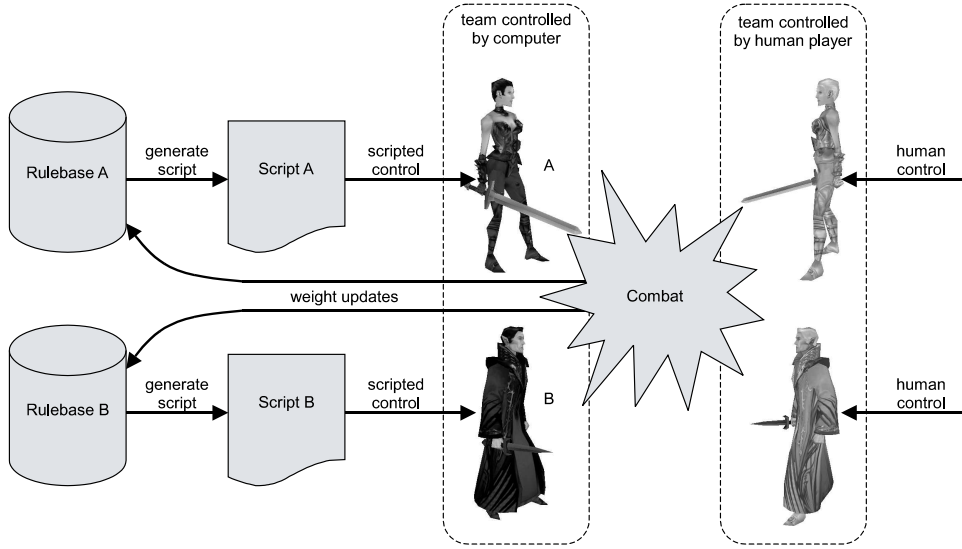 team controlled
by computer
team controlled
by human player
Rulebase A
generate
script
Script A
scripted
control
A
human
control
Combat
weight updates
Rulebase B
generate
script
Script B
scripted
control
B
human
control